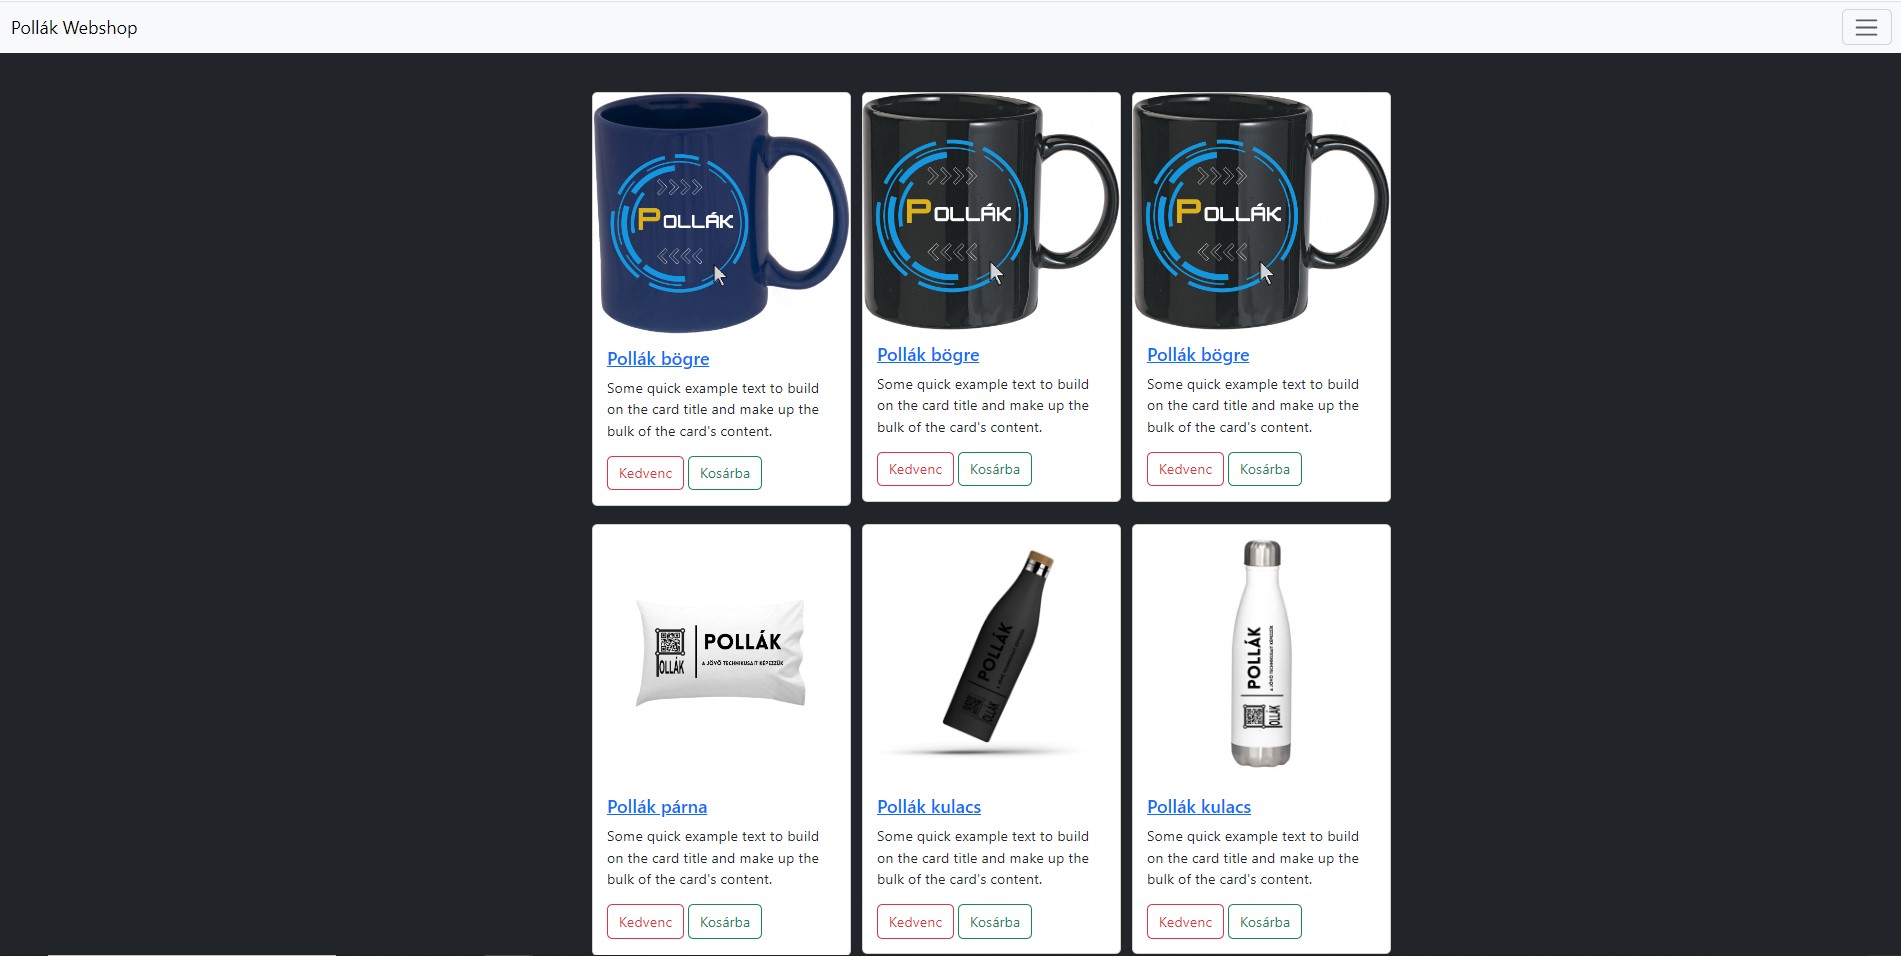 Pollák Webshop
POLLÁK
POLLÁK
POLLÁK
Pollák bögre
Some quick example text to build
on the card title and make up the
bulk of the card's content.
Kedvenc Kosárba
Pollák bögre
Some quick example text to build
on the card title and make up the
bulk of the card's content.
Kedvenc Kosárba
Pollák bögre
Some quick example text to build
on the card title and make up the
bulk of the card's content.
Kedvenc Kosárba
POLLÁK
POLLÁK
A JÖVŐ TECHNIKUSAIT KÉPEZZÜK
POLLÁK
POLLÁK
POLLÁK
A JÖVŐ TECHNIKUSAIT KÉPEZZÜK
POLLÁK
Pollák párna
Some quick example text to build
on the card title and make up the
bulk of the card's content.
Kedvenc Kosárba
Pollák kulacs
Some quick example text to build
on the card title and make up the
bulk of the card's content.
Kedvenc Kosárba
Pollák kulacs
Some quick example text to build
on the card title and make up the
bulk of the card's content.
Kedvenc Kosárba